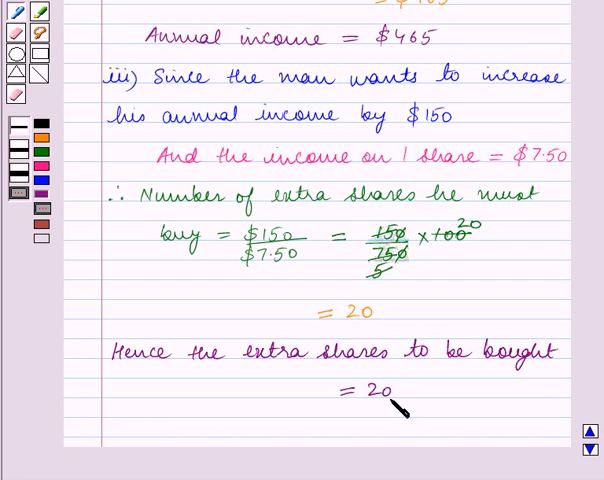 Annual income = $465
iii) Since the man wants to increase
his annual income by $150
And the income on 1 share = $7.50
∴ Number of extra shares he must
buy = $150/$7.50 = 150/750 × 100 20
5
= 20
Hence the extra shares to be bought
= 20